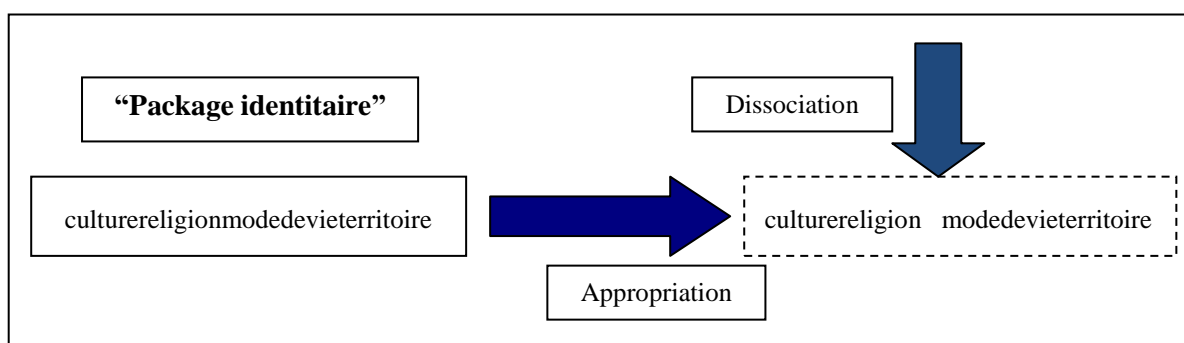 “Package identitaire”
Dissociation
culturereligionmodedevieterritoire
culturereligion modedevieterritoire
Appropriation